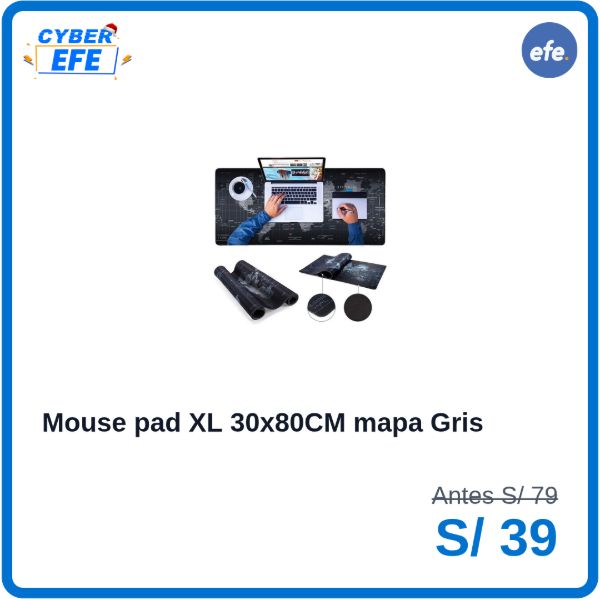 CYBER
EFE
efe.
Mouse pad XL 30x80CM mapa Gris
Antes S/ 79
S/ 39